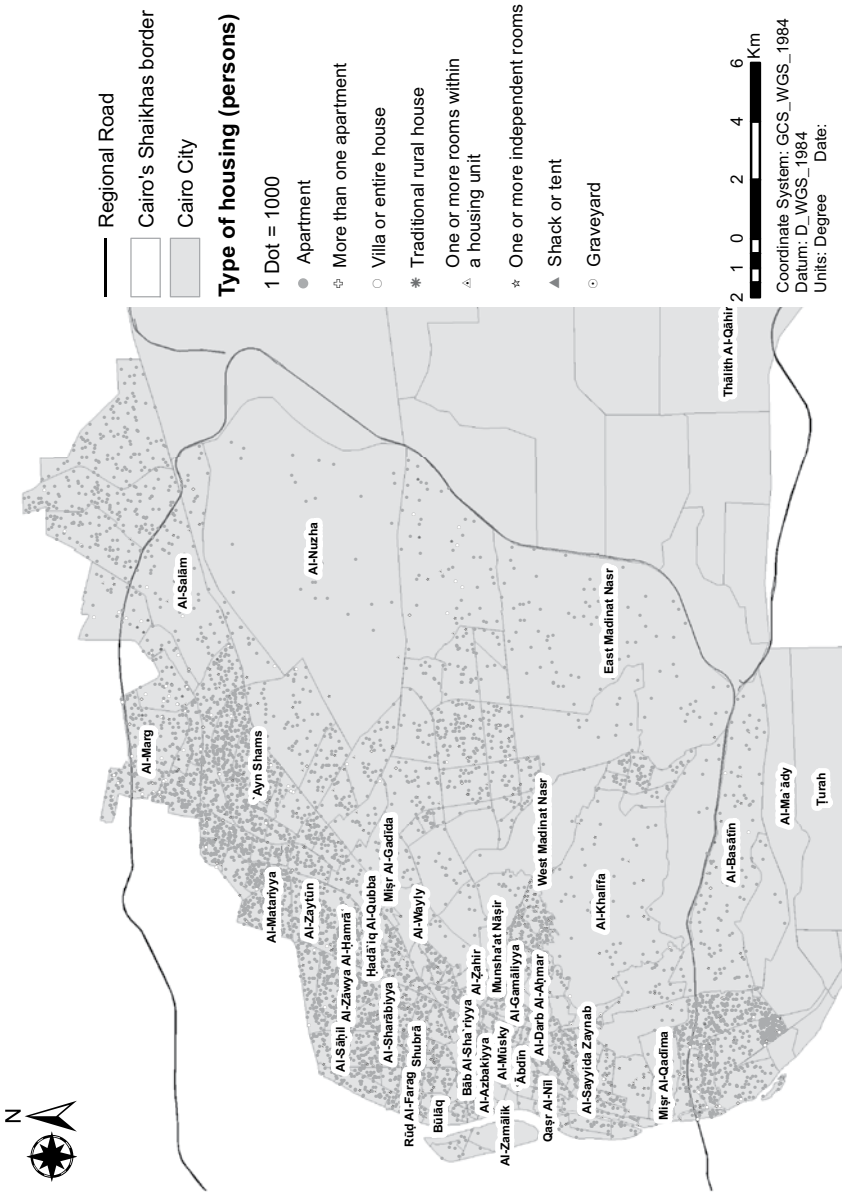 N
Regional Road
Cairo's Shaikhas border
Cairo City
Type of housing (persons)
1 Dot = 1000
Apartment
More than one apartment
Villa or entire house
Traditional rural house
One or more rooms within
a housing unit
One or more independent rooms
Shack or tent
Graveyard
2 1 0 2 4 6
Km
Coordinate System: GCS_WGS_1984
Datum: D_WGS_1984
Units: Degree Date:
Al-Marg
Al-Salām
Al-Nuzha
`Ayn Shams
Al-Matariyya
Al-Zaytūn
Al-Sāḥil
Al-Zāwya Al-Ḥamrā'
Ḥadā'iq Al-Qubba
Miṣr Al-Gadīda
Al-Sharābiyya
Al-Wayly
Rūḍ Al-Farag
Shubrā
Būlāq
Bāb Al-Sha`riyya
Al-Ẓahir
Al-Azbakiyya
Munsha'at Nāṣir
Al-Mūsky
Al-Gamāliyya
Al-Zamālik
`Ābdīn
Al-Darb Al-Aḥmar
West Madinat Nasr
Qaṣr Al-Nīl
East Madinat Nasr
Al-Sayyida Zaynab
Al-Khalīfa
Miṣr Al-Qadīma
Al-Basātīn
Thālith Al-Qāhir
Al-Ma`ādy
Ṭurah